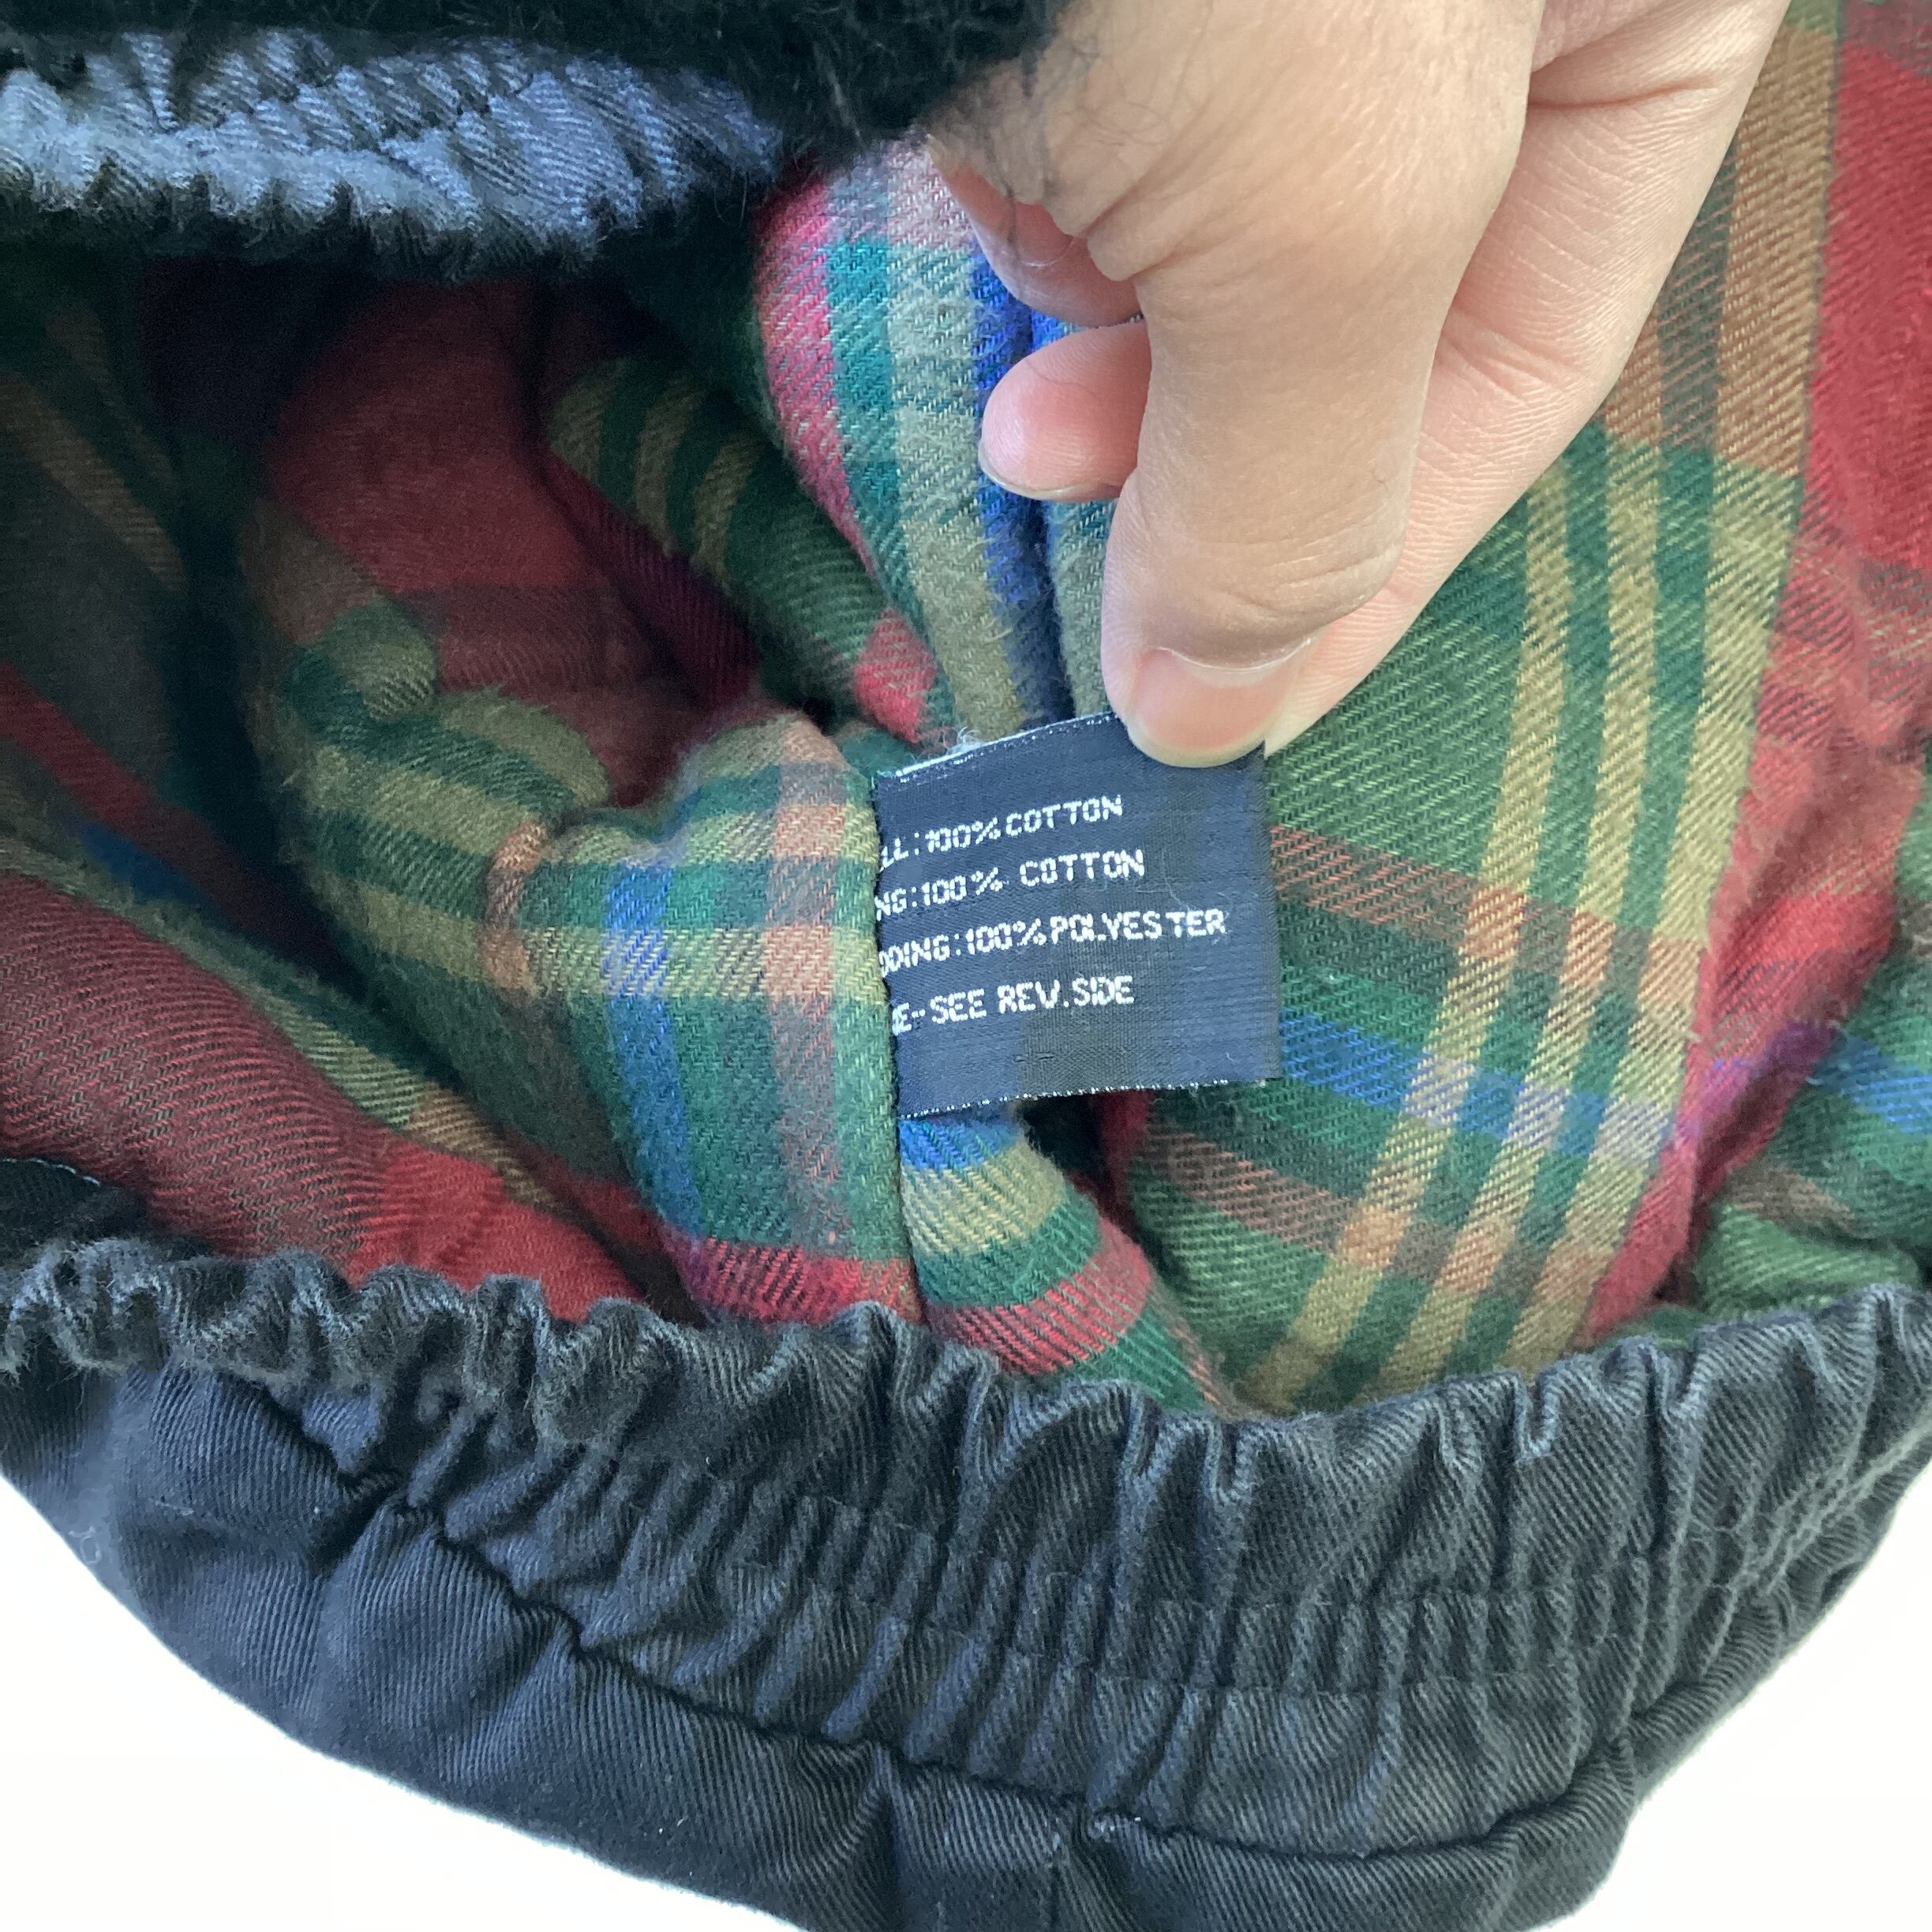 LL:100% COTTON
NG:100% COTTON
DDING:100% POLYESTER
E-SEE REV.SIDE